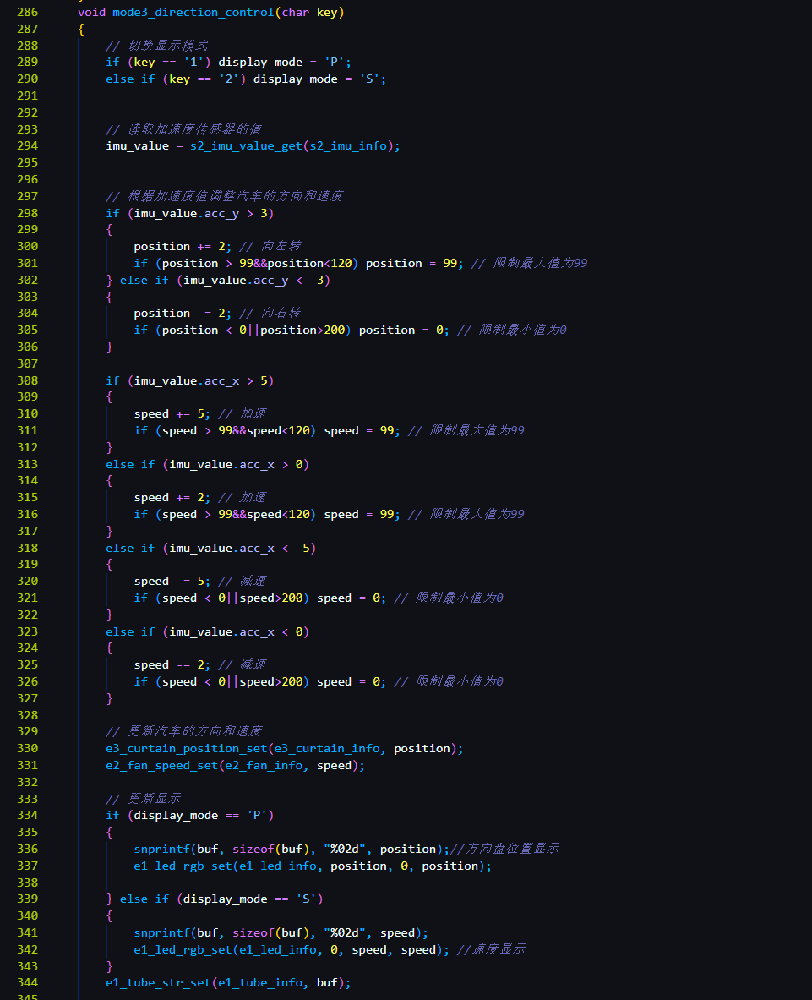 286 void mode3_direction_control(char key)
287 {
288 // 切换显示模式
289 if (key == '1') display_mode = 'P';
290 else if (key == '2') display_mode = 'S';
291
292
293 // 读取加速度传感器的值
294 imu_value = s2_imu_value_get(s2_imu_info);
295
296
297 // 根据加速度值调整汽车的方向和速度
298 if (imu_value.acc_y > 3)
299 {
300 position += 2; // 向左转
301 if (position > 99&&position<120) position = 99; // 限制最大值为99
302 } else if (imu_value.acc_y < -3)
303 {
304 position -= 2; // 向右转
305 if (position < 0||position>200) position = 0; // 限制最小值为0
306 }
307
308 if (imu_value.acc_x > 5)
309 {
310 speed += 5; // 加速
311 if (speed > 99&&speed<120) speed = 99; // 限制最大值为99
312 }
313 else if (imu_value.acc_x > 0)
314 {
315 speed += 2; // 加速
316 if (speed > 99&&speed<120) speed = 99; // 限制最大值为99
317 }
318 else if (imu_value.acc_x < -5)
319 {
320 speed -= 5; // 减速
321 if (speed < 0||speed>200) speed = 0; // 限制最小值为0
322 }
323 else if (imu_value.acc_x < 0)
324 {
325 speed -= 2; // 减速
326 if (speed < 0||speed>200) speed = 0; // 限制最小值为0
327 }
328
329 // 更新汽车的方向和速度
330 e3_curtain_position_set(e3_curtain_info, position);
331 e2_fan_speed_set(e2_fan_info, speed);
332
333 // 更新显示
334 if (display_mode == 'P')
335 {
336 snprintf(buf, sizeof(buf), "%02d", position);//方向盘位置显示
337 e1_led_rgb_set(e1_led_info, position, 0, position);
338
339 } else if (display_mode == 'S')
340 {
341 snprintf(buf, sizeof(buf), "%02d", speed);
342 e1_led_rgb_set(e1_led_info, 0, speed, speed); //速度显示
343 }
344 e1_tube_str_set(e1_tube_info, buf);
345